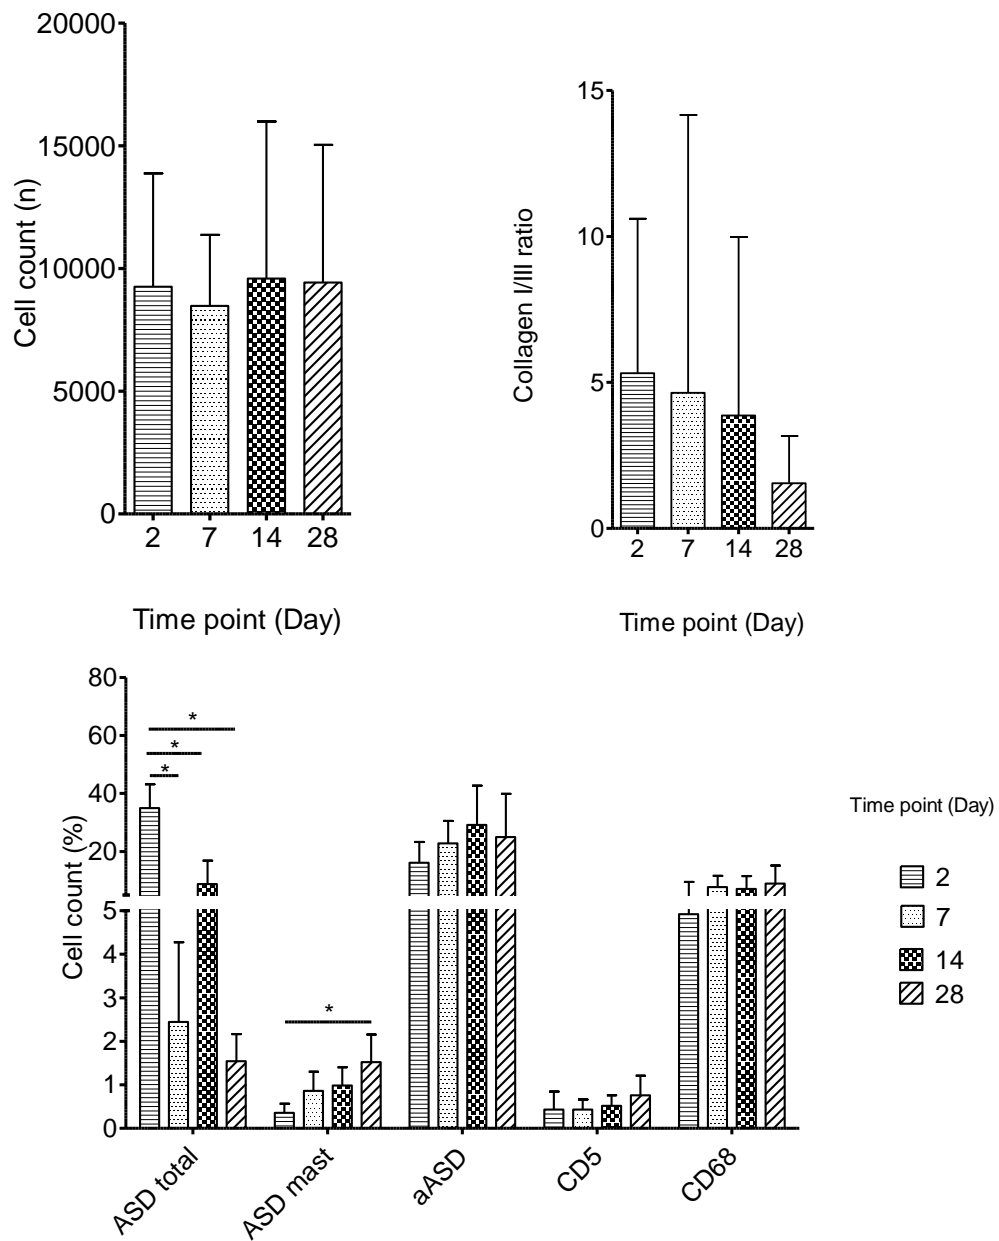 20000
15000
10000
5000
0
Cell count (n)
2 7 14 28
Time point (Day)
15
10
5
0
Collagen I/III ratio
2 7 14 28
Time point (Day)
80
60
40
20
5
4
3
2
1
0
Cell count (%)
*
*
*
*
ASD total
ASD mast
aASD
CD5
CD68
Time point (Day)
2
7
14
28